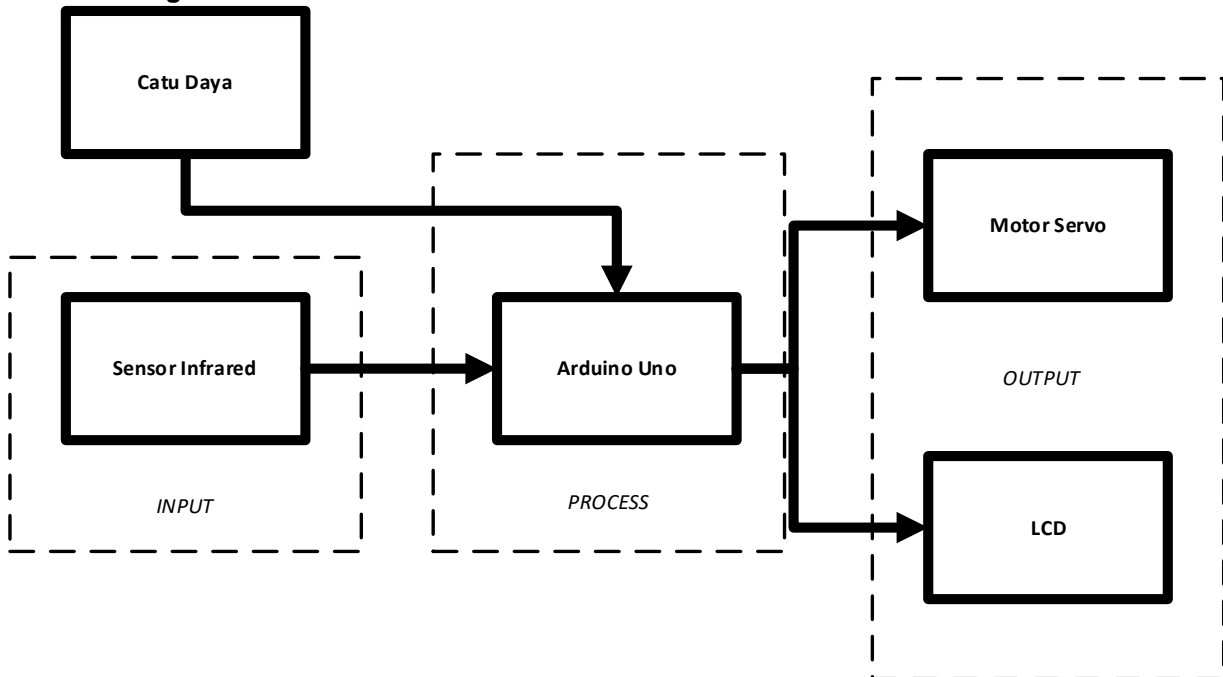 Catu Daya
Motor Servo
Sensor Infrared
Arduino Uno
OUTPUT
INPUT
PROCESS
LCD